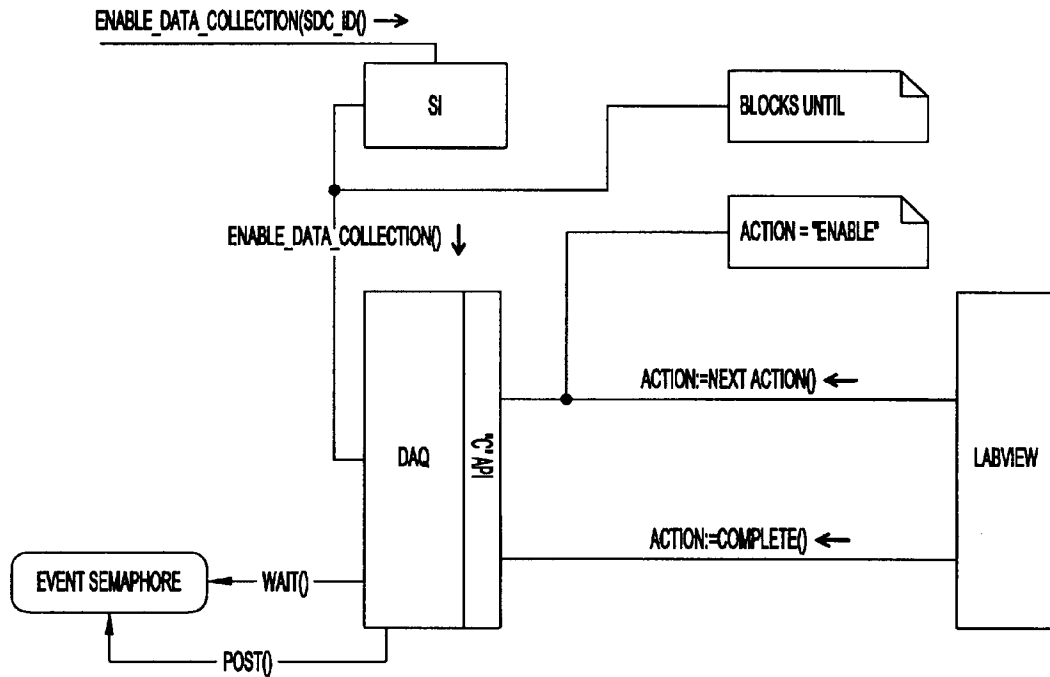 ENABLE_DATA_COLLECTION(SDC_ID()
SI
BLOCKS UNTIL
ENABLE_DATA_COLLECTION()
ACTION = "ENABLE"
ACTION:=NEXT ACTION()
DAQ
"C" API
LABVIEW
ACTION:=COMPLETE()
EVENT SEMAPHORE
WAIT()
POST()